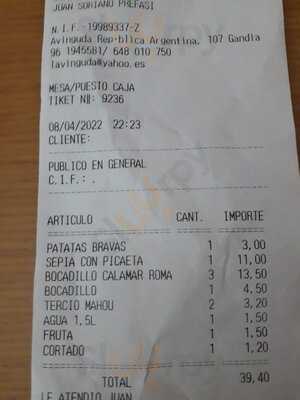 JUAN SORIANO PREFASI
N.I.F.-19989337-Z
Avinguda Rep·blica Argentina, 107 Gandia
96 1946581/ 648 010 750
lavinguda@yahoo.es
MESA/PUESTO CAJA
TIKET Nº: 9236
08/04/2022 22:23
CLIENTE:
PUBLICO EN GENERAL
C.I.F.: .
ARTICULO CANT. IMPORTE
PATATAS BRAVAS 1 3,00
SEPIA CON PICAETA 1 11,00
BOCADILLO CALAMAR ROMA 3 13,50
BOCADILLO 1 4,50
TERCIO MAHOU 2 3,20
AGUA 1,5L 1 1,50
FRUTA 1 1,50
CORTADO 1 1,20
TOTAL 39,40
LE ATENDIO JUAN